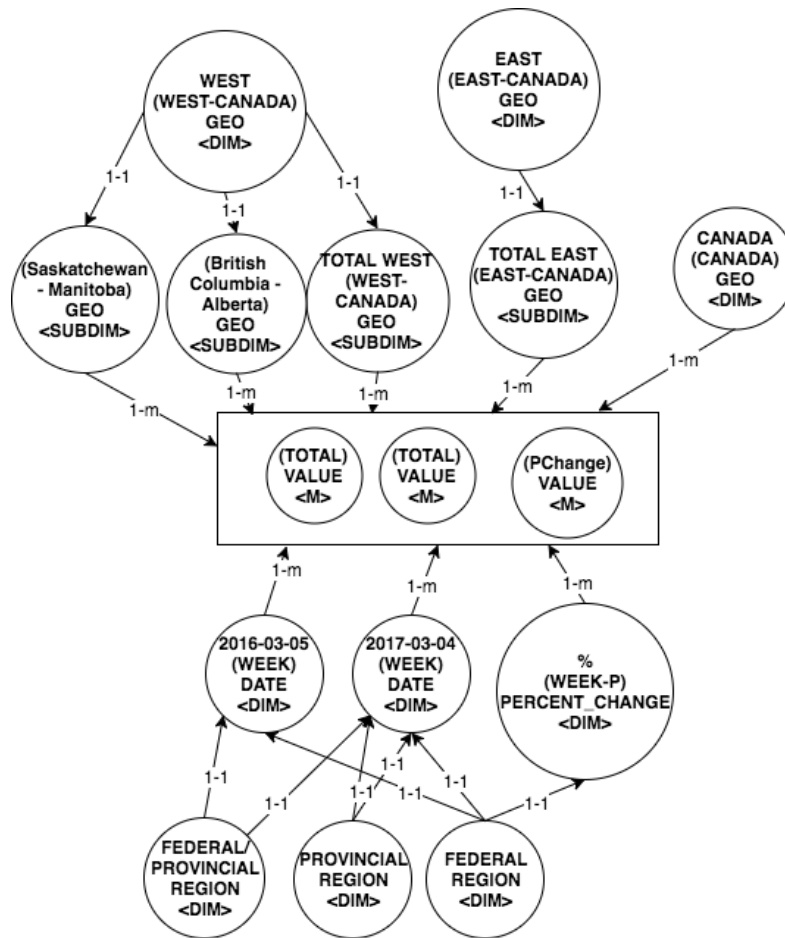 WEST
(WEST-CANADA)
GEO
<DIM>
EAST
(EAST-CANADA)
GEO
<DIM>
1-1
1-1
1-1
1-1
(Saskatchewan
- Manitoba)
GEO
<SUBDIM>
(British
Columbia -
Alberta)
GEO
<SUBDIM>
TOTAL WEST
(WEST-
CANADA)
GEO
<SUBDIM>
TOTAL EAST
(EAST-CANADA)
GEO
<SUBDIM>
CANADA
(CANADA)
GEO
<DIM>
1-m
1-m
1-m
1-m
1-m
(TOTAL)
VALUE
<M>
(TOTAL)
VALUE
<M>
(PChange)
VALUE
<M>
1-m
1-m
1-m
2016-03-05
(WEEK)
DATE
<DIM>
2017-03-04
(WEEK)
DATE
<DIM>
%
(WEEK-P)
PERCENT_CHANGE
<DIM>
1-1
1-1
1-1
1-1
1-1
1-1
1-1
FEDERAL/
PROVINCIAL
REGION
<DIM>
PROVINCIAL
REGION
<DIM>
FEDERAL
REGION
<DIM>